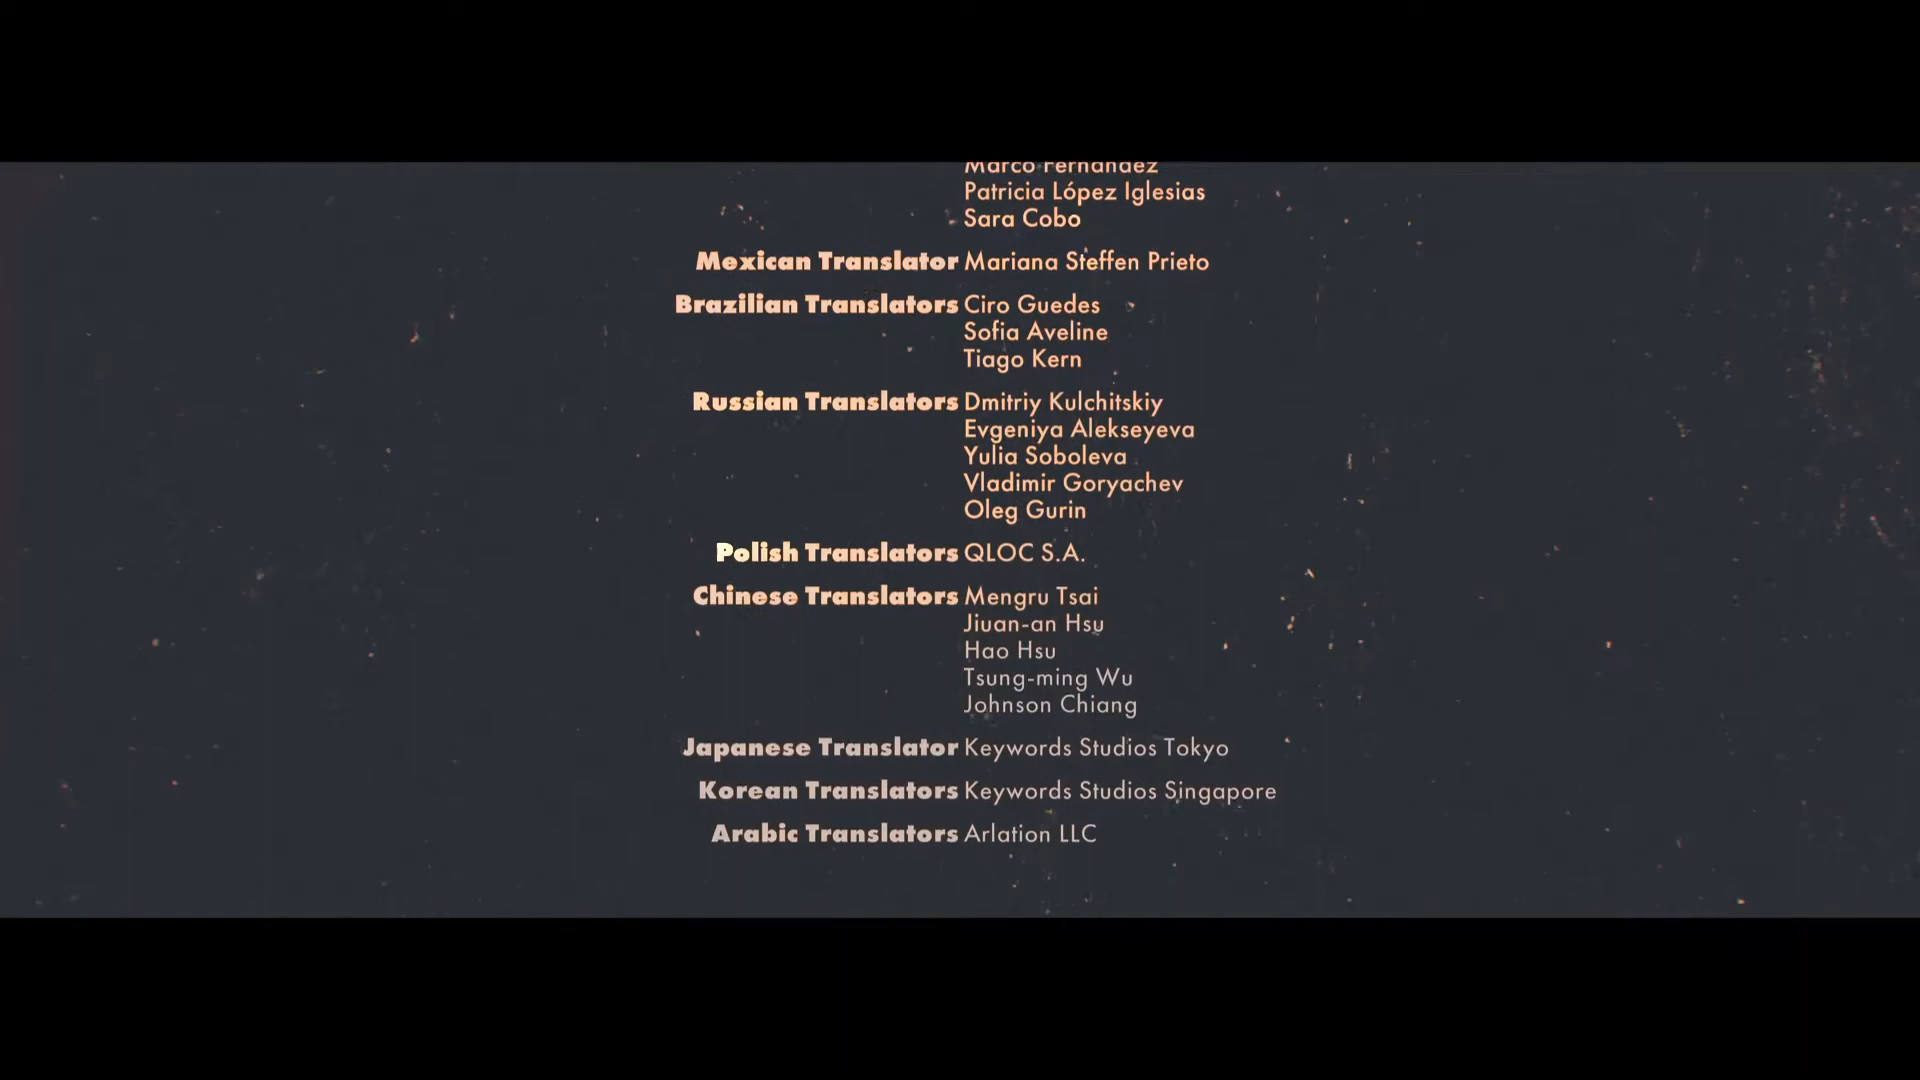 Marco Fernández
Patricia López Iglesias
Sara Cobo
Mexican Translator Mariana Steffen Prieto
Brazilian Translators Ciro Guedes
Sofia Aveline
Tiago Kern
Russian Translators Dmitriy Kulchitskiy
Evgeniya Alekseyeva
Yulia Soboleva
Vladimir Goryachev
Oleg Gurin
Polish Translators QLOC S.A.
Chinese Translators Mengru Tsai
Jiuan-an Hsu
Hao Hsu
Tsung-ming Wu
Johnson Chiang
Japanese Translator Keywords Studios Tokyo
Korean Translators Keywords Studios Singapore
Arabic Translators Arlation LLC